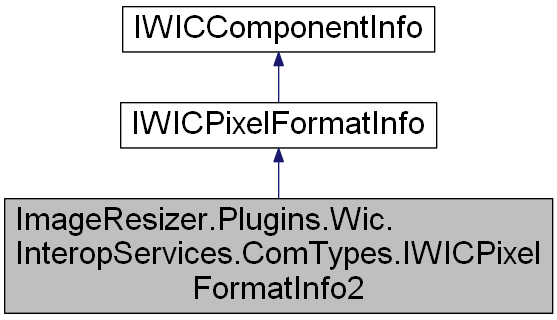 IWICComponentInfo
IWICPixelFormatInfo
ImageResizer.Plugins.Wic.
InteropServices.ComTypes.IWICPixel
FormatInfo2